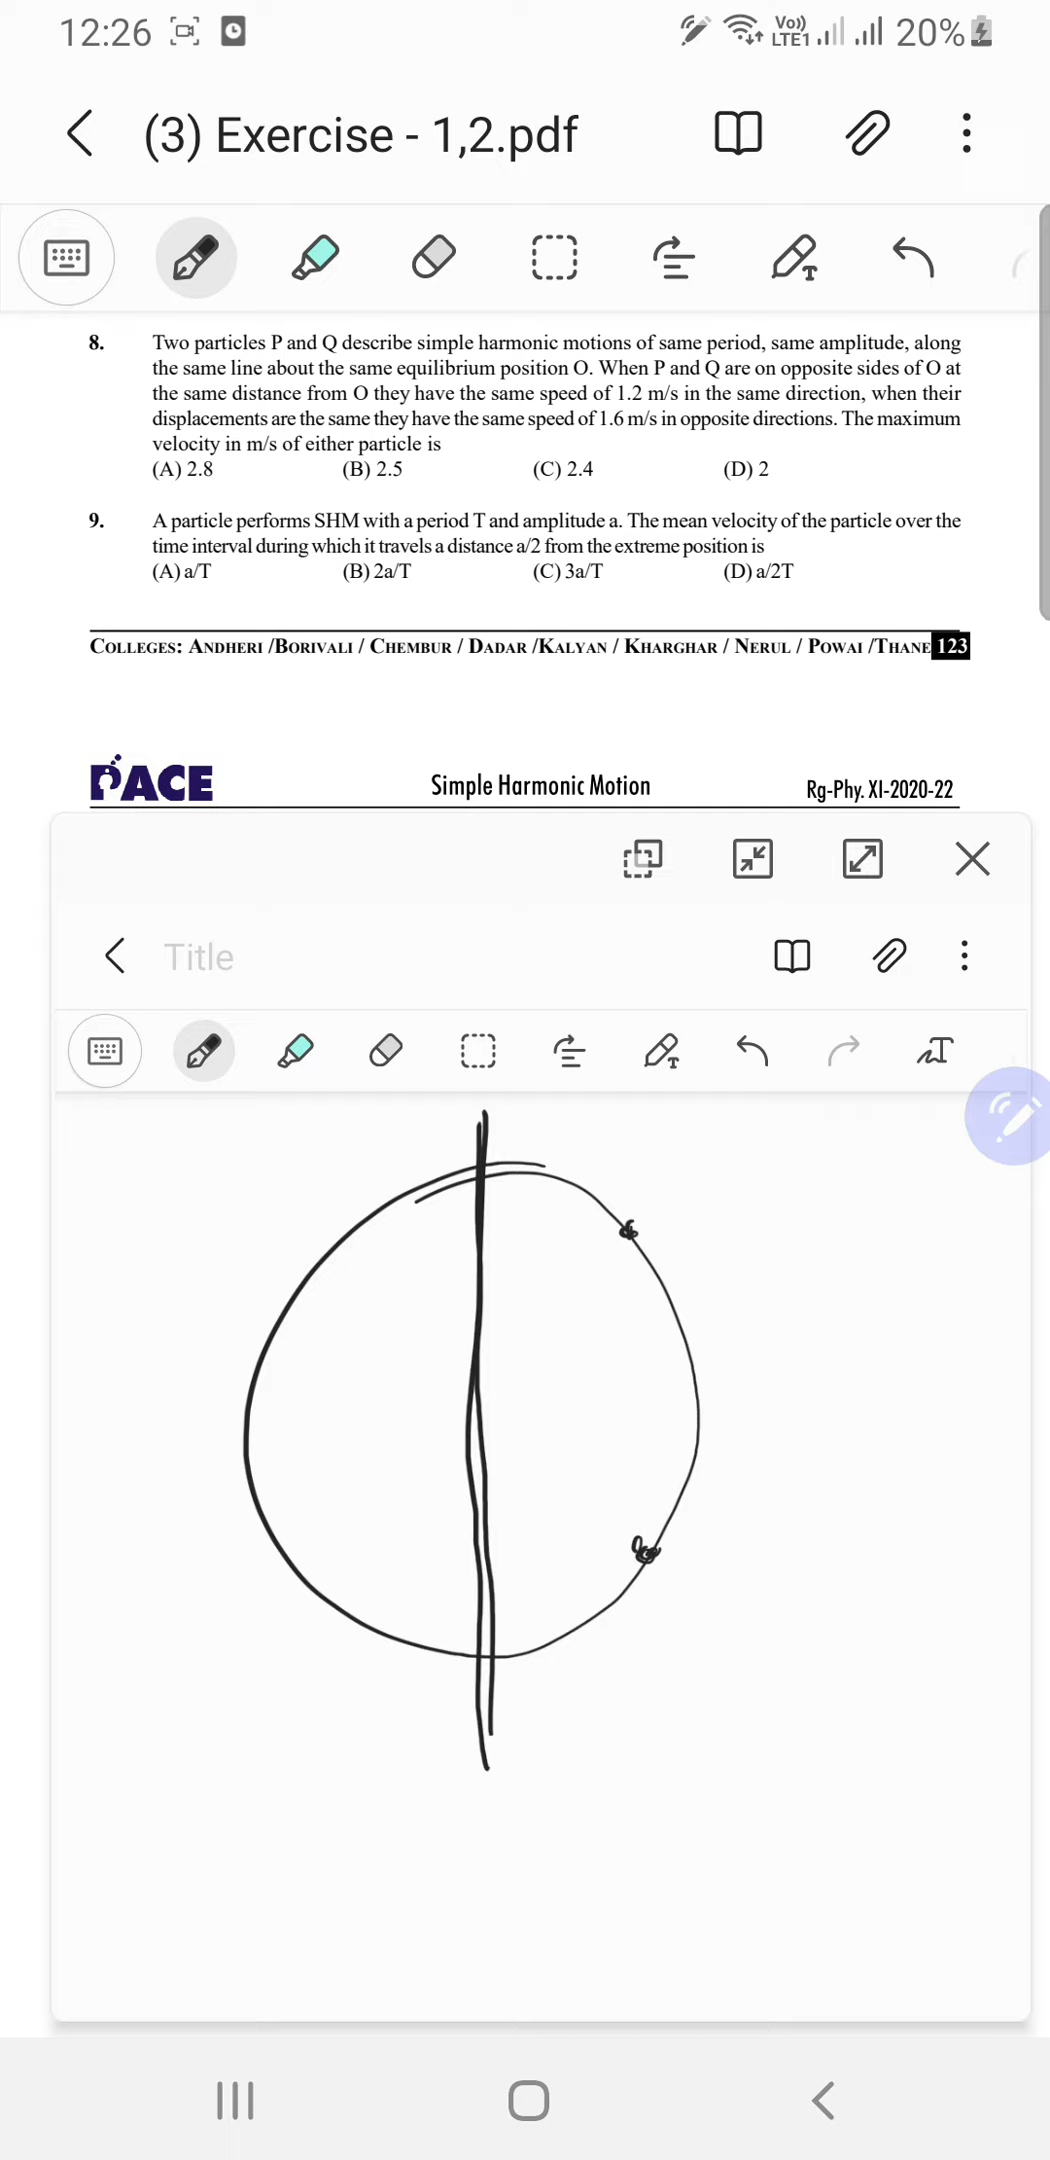 12:26 Vo)) LTE1 20%
(3) Exercise - 1,2.pdf
T
8. Two particles P and Q describe simple harmonic motions of same period, same amplitude, along
the same line about the same equilibrium position O. When P and Q are on opposite sides of O at
the same distance from O they have the same speed of 1.2 m/s in the same direction, when their
displacements are the same they have the same speed of 1.6 m/s in opposite directions. The maximum
velocity in m/s of either particle is
(A) 2.8 (B) 2.5 (C) 2.4 (D) 2
9. A particle performs SHM with a period T and amplitude a. The mean velocity of the particle over the
time interval during which it travels a distance a/2 from the extreme position is
(A) a/T (B) 2a/T (C) 3a/T (D) a/2T
COLLEGES: ANDHERI /BORIVALI / CHEMBUR / DADAR /KALYAN / KHARGHAR / NERUL / POWAI /THANE 123
PACE Simple Harmonic Motion Rg-Phy. XI-2020-22
Title
T T